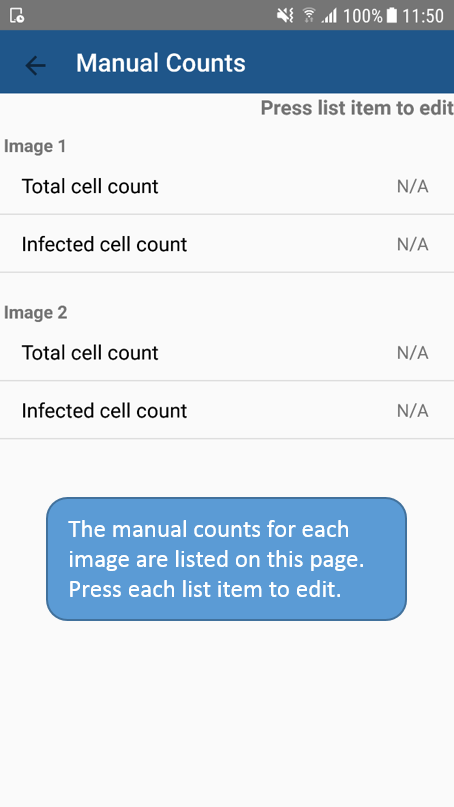 100% 11:50
Manual Counts
Press list item to edit
Image 1
Total cell count N/A
Infected cell count N/A
Image 2
Total cell count N/A
Infected cell count N/A
The manual counts for each
image are listed on this page.
Press each list item to edit.